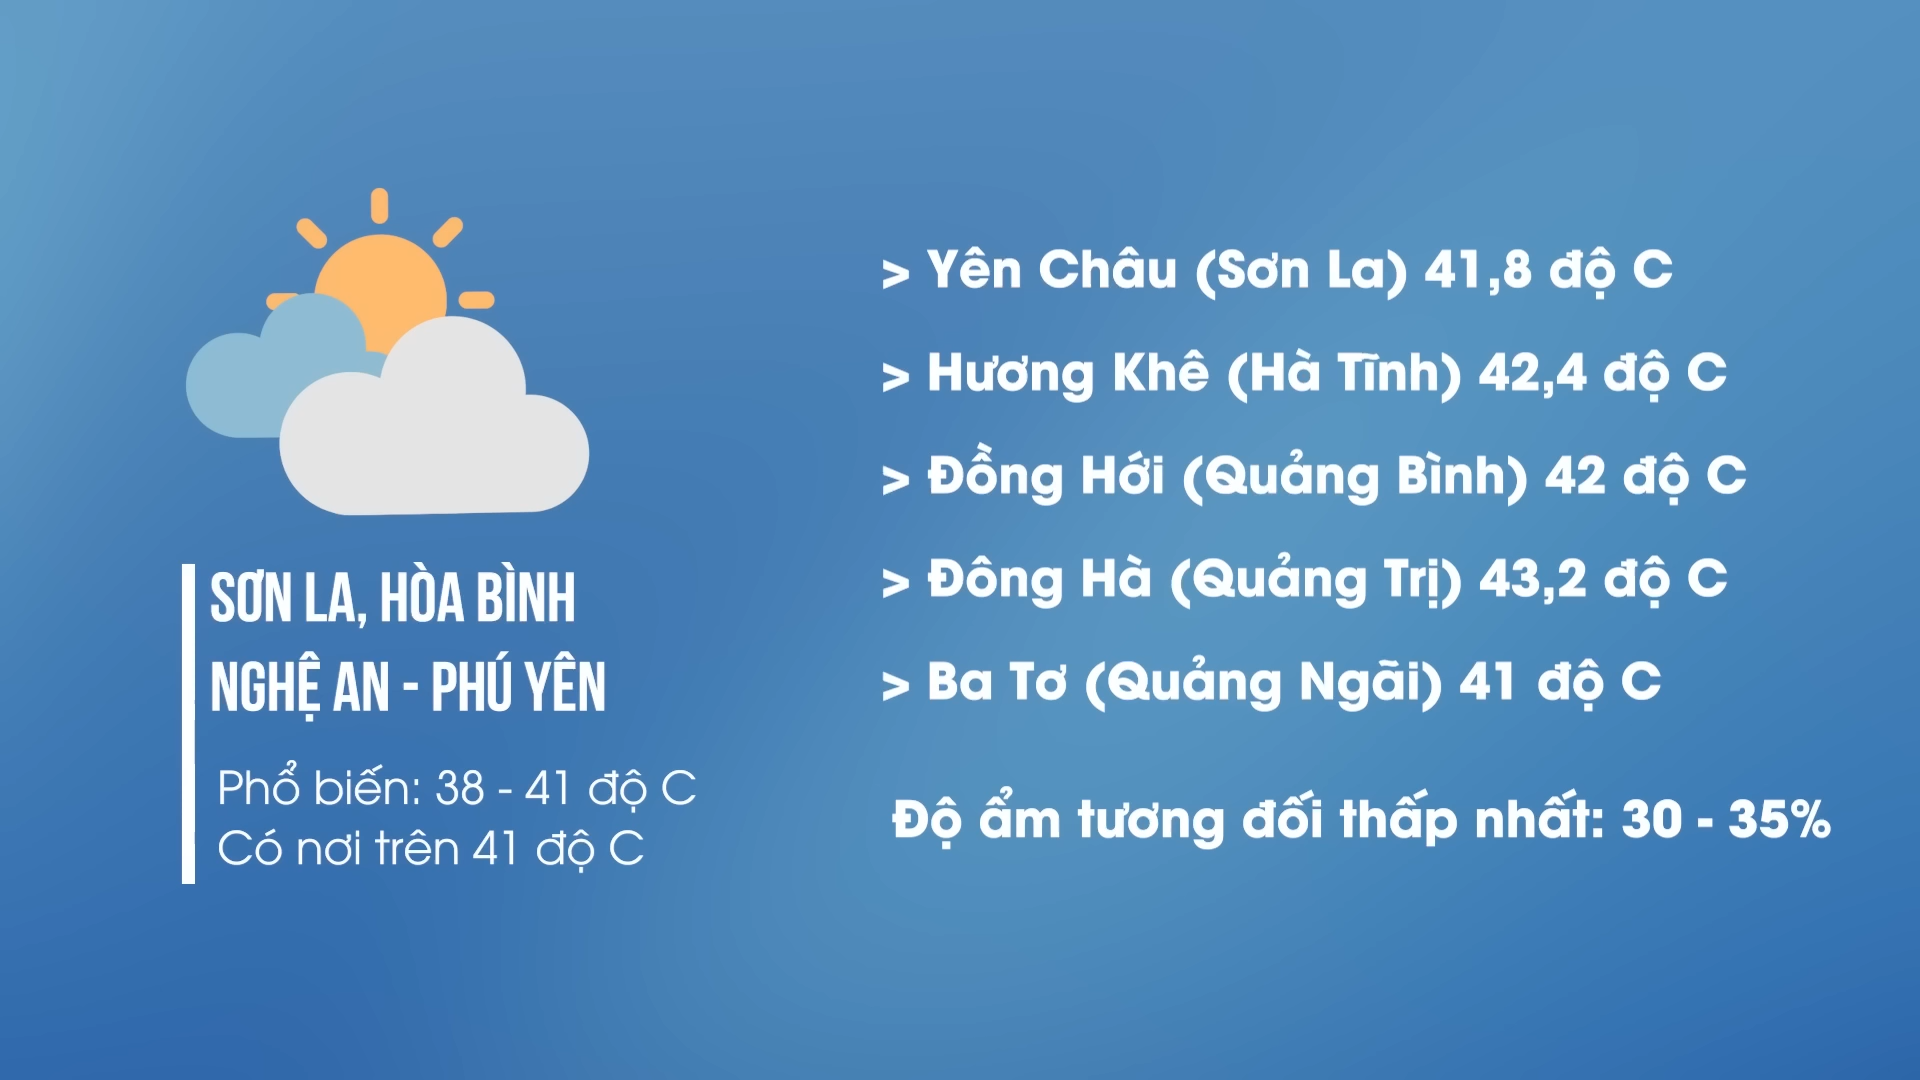 SƠN LA, HÒA BÌNH
NGHỆ AN - PHÚ YÊN
Phổ biến: 38 - 41 độ C
Có nơi trên 41 độ C
> Yên Châu (Sơn La) 41,8 độ C
> Hương Khê (Hà Tĩnh) 42,4 độ C
> Đồng Hới (Quảng Bình) 42 độ C
> Đông Hà (Quảng Trị) 43,2 độ C
> Ba Tơ (Quảng Ngãi) 41 độ C
Độ ẩm tương đối thấp nhất: 30 - 35%